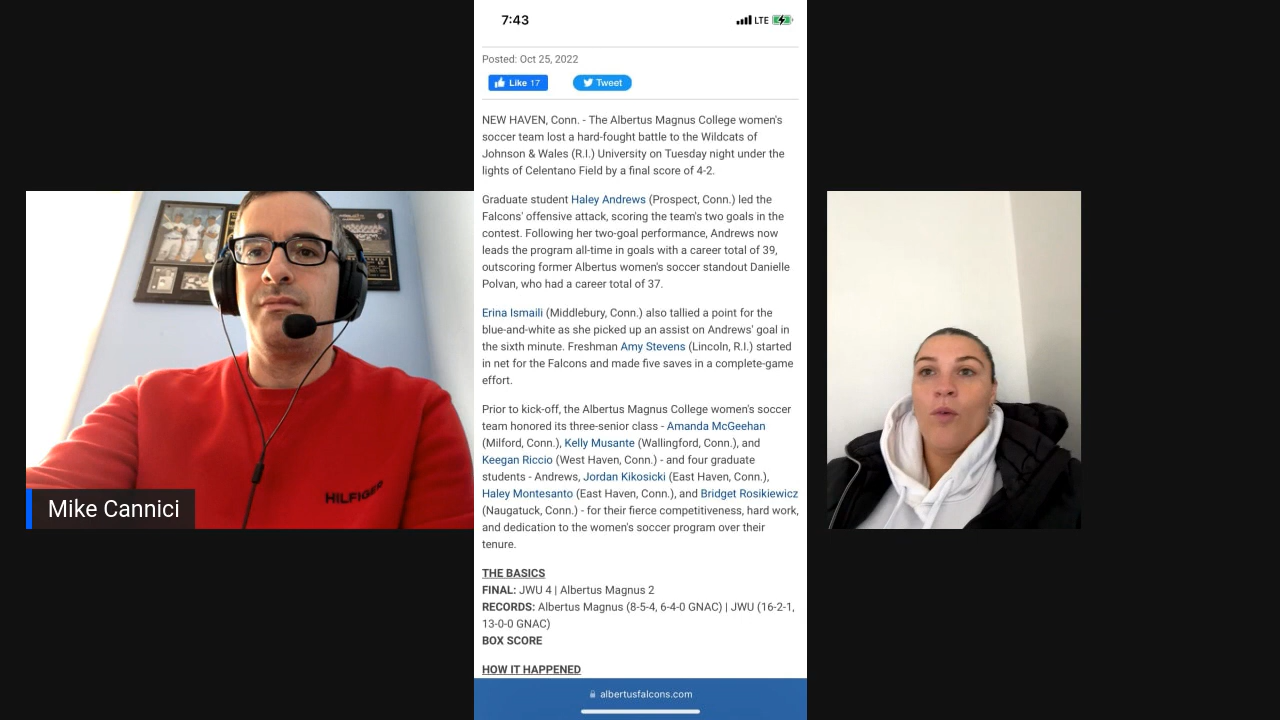 7:43
LTE
Posted: Oct 25, 2022
Like 17
Tweet
NEW HAVEN, Conn. - The Albertus Magnus College women's
soccer team lost a hard-fought battle to the Wildcats of
Johnson & Wales (R.I.) University on Tuesday night under the
lights of Celentano Field by a final score of 4-2.
Graduate student Haley Andrews (Prospect, Conn.) led the
Falcons' offensive attack, scoring the team's two goals in the
contest. Following her two-goal performance, Andrews now
leads the program all-time in goals with a career total of 39,
outscoring former Albertus women's soccer standout Danielle
Polvan, who had a career total of 37.
Erina Ismaili (Middlebury, Conn.) also tallied a point for the
blue-and-white as she picked up an assist on Andrews' goal in
the sixth minute. Freshman Amy Stevens (Lincoln, R.I.) started
in net for the Falcons and made five saves in a complete-game
effort.
Prior to kick-off, the Albertus Magnus College women's soccer
team honored its three-senior class - Amanda McGeehan
(Milford, Conn.), Kelly Musante (Wallingford, Conn.), and
Keegan Riccio (West Haven, Conn.) - and four graduate
students - Andrews, Jordan Kikosicki (East Haven, Conn.),
Haley Montesanto (East Haven, Conn.), and Bridget Rosikiewicz
(Naugatuck, Conn.) - for their fierce competitiveness, hard work,
and dedication to the women's soccer program over their
tenure.
THE BASICS
FINAL: JWU 4 | Albertus Magnus 2
RECORDS: Albertus Magnus (8-5-4, 6-4-0 GNAC) | JWU (16-2-1,
13-0-0 GNAC)
BOX SCORE
HOW IT HAPPENED
albertusfalcons.com
HILFIGER
Mike Cannici